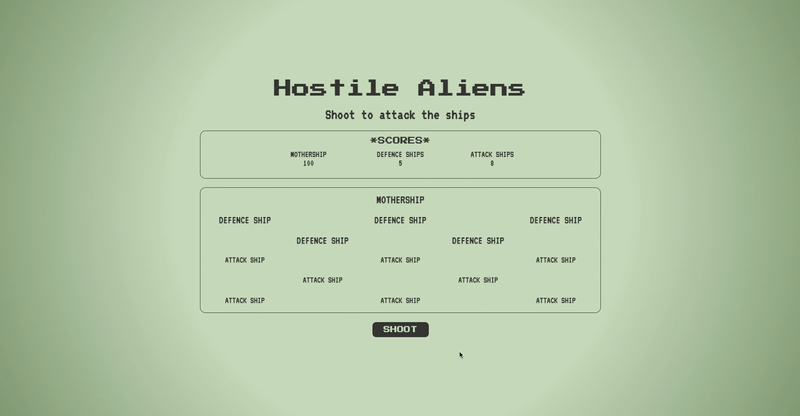 Hostile Aliens
Shoot to attack the ships
*SCORES*
MOTHERSHIP DEFENCE SHIPS ATTACK SHIPS
100 5 8
MOTHERSHIP
DEFENCE SHIP DEFENCE SHIP DEFENCE SHIP
DEFENCE SHIP DEFENCE SHIP
ATTACK SHIP ATTACK SHIP ATTACK SHIP
ATTACK SHIP ATTACK SHIP
ATTACK SHIP ATTACK SHIP ATTACK SHIP
SHOOT